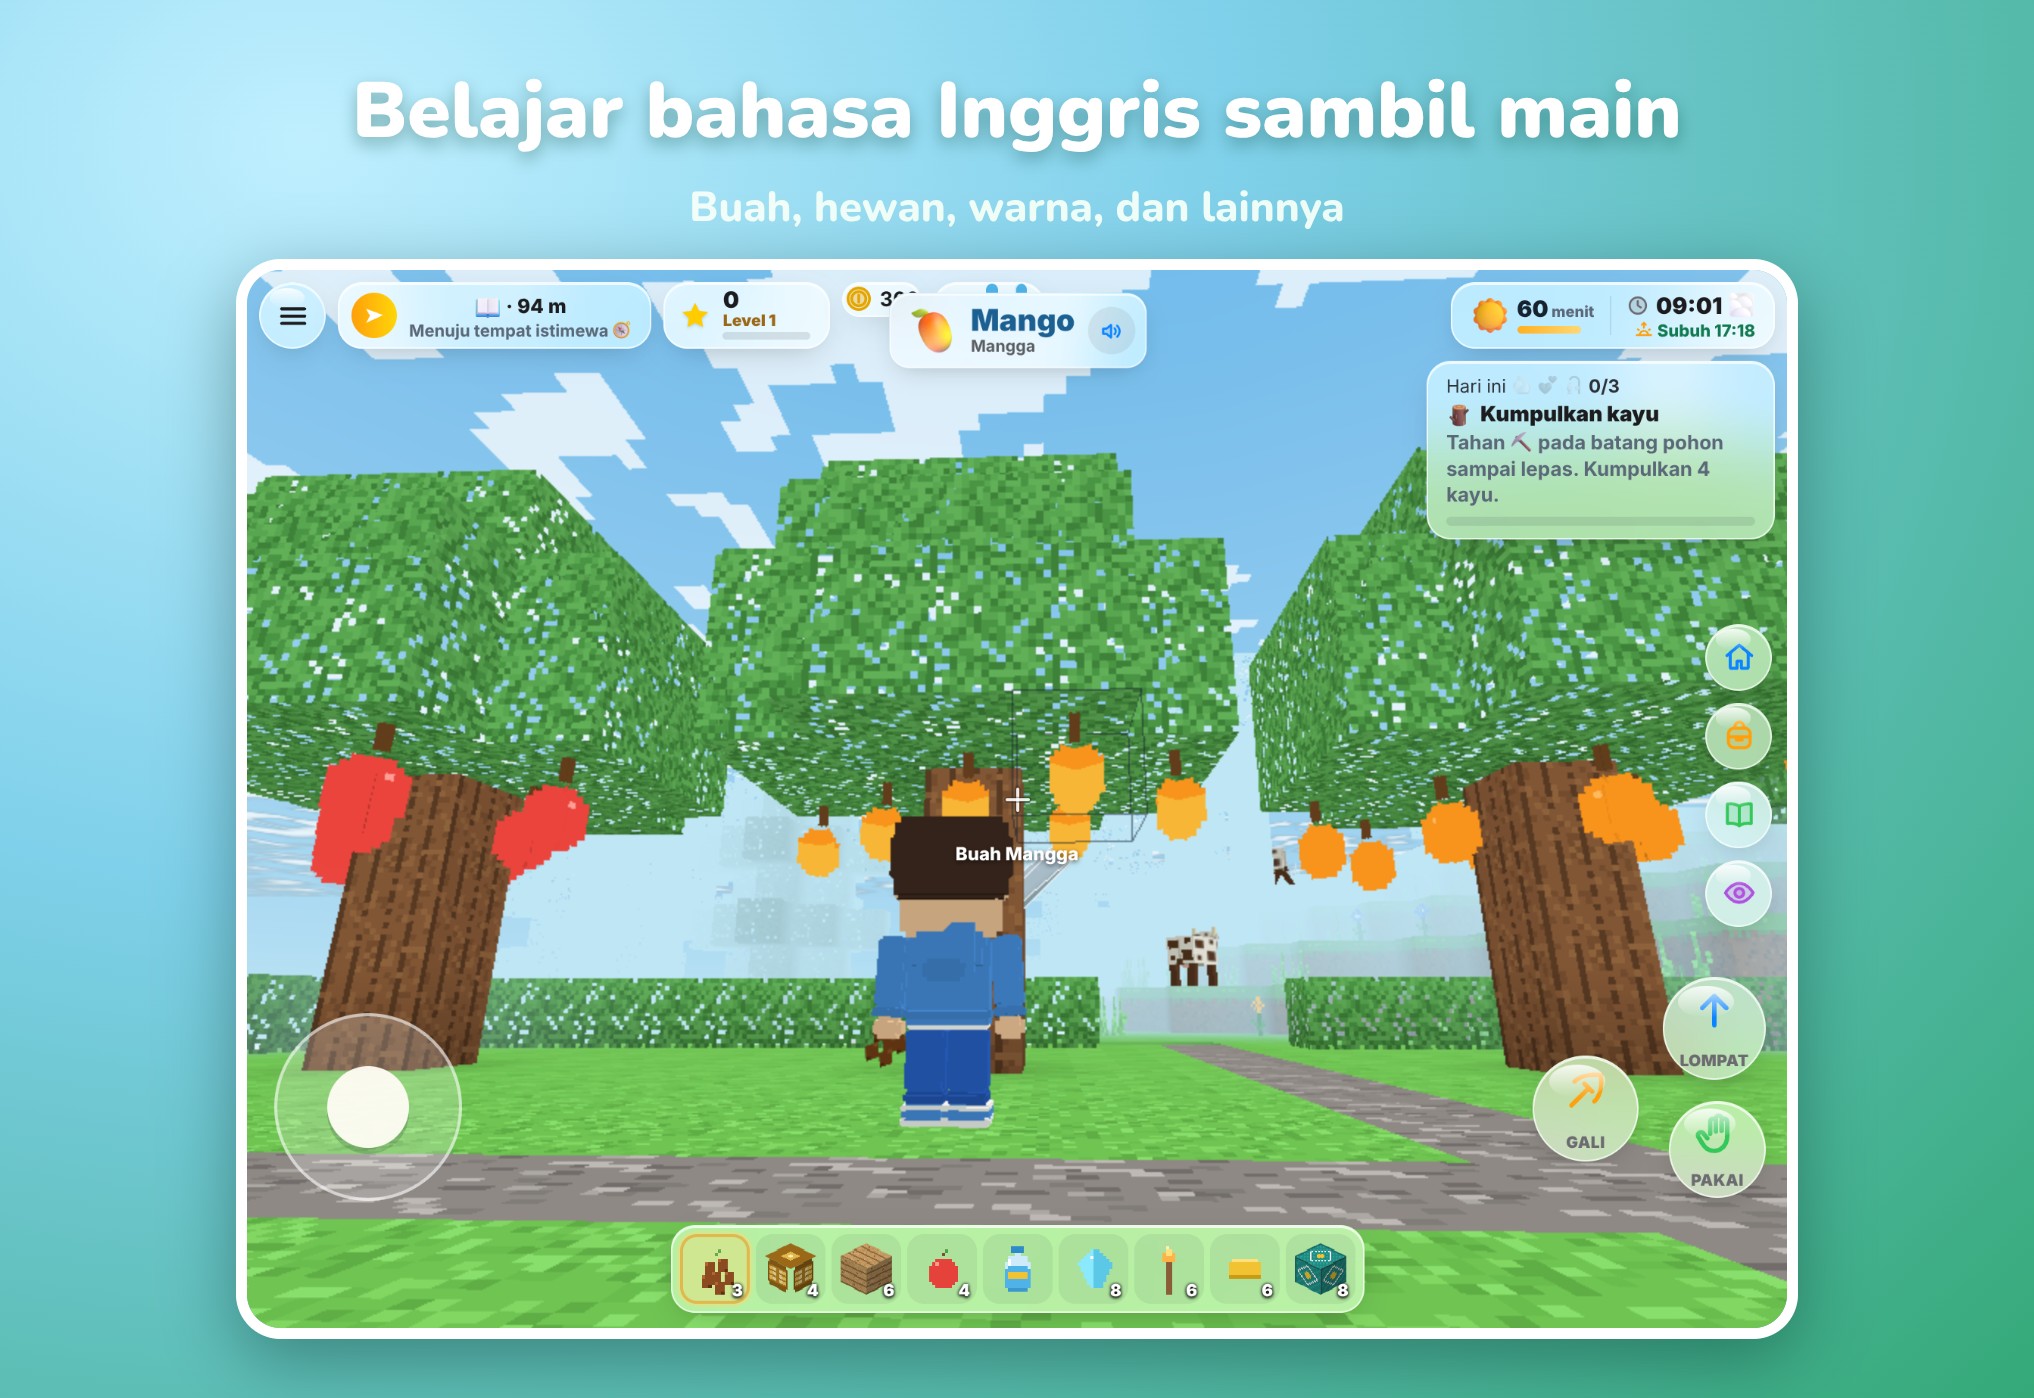 Belajar bahasa Inggris sambil main
Buah, hewan, warna, dan lainnya
· 94 m
Menuju tempat istimewa
0
Level 1
Mango
Mangga
60 menit
09:01
Subuh 17:18
Hari ini 0/3
Kumpulkan kayu
Tahan pada batang pohon
sampai lepas. Kumpulkan 4
kayu.
Buah Mangga
LOMPAT
GALI
PAKAI
3
4
6
4
8
6
6
8